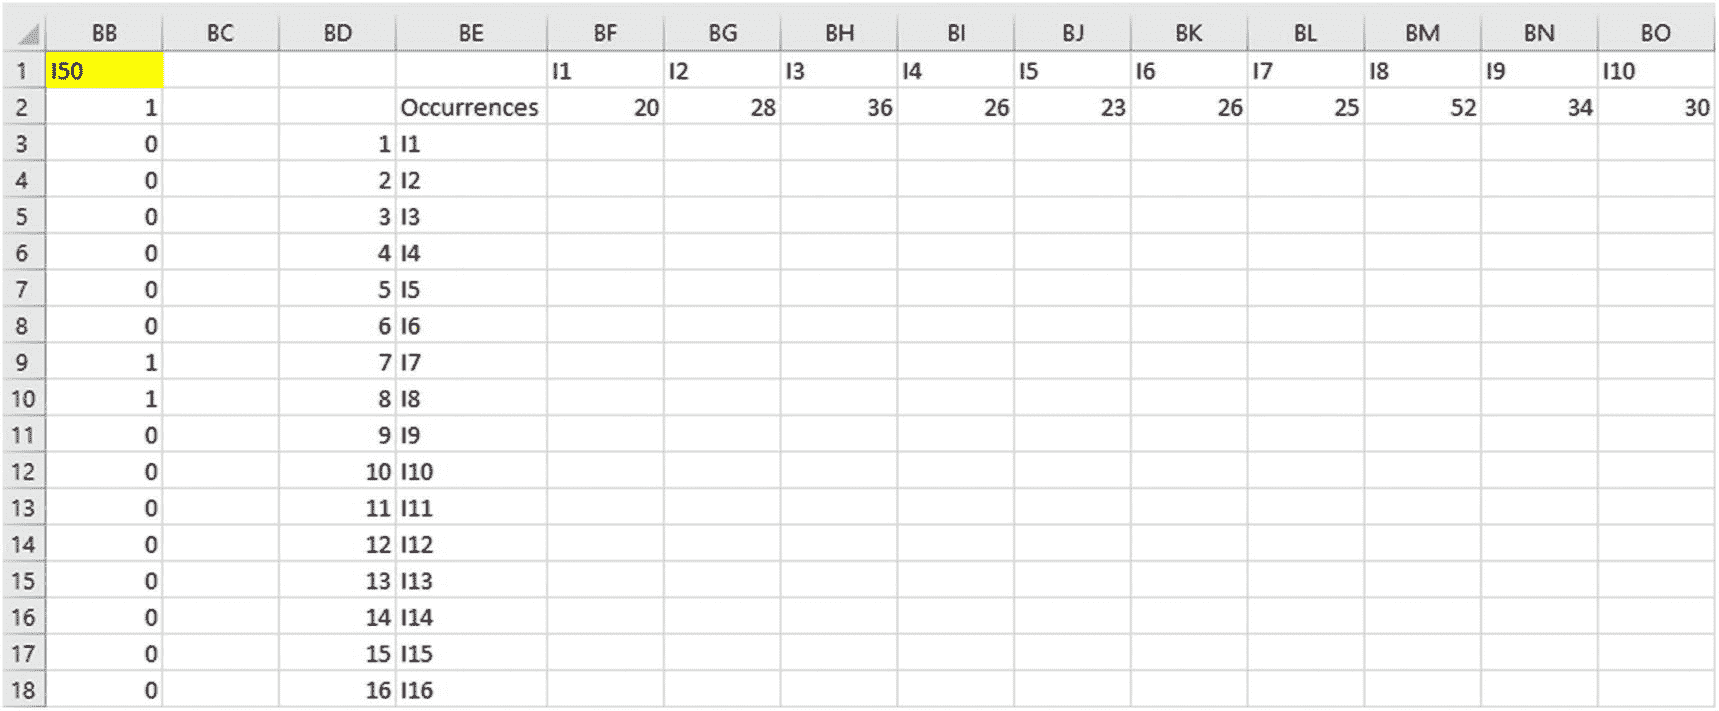 BB BC BD BE BF BG BH BI BJ BK BL BM BN BO
1 I50 I1 I2 I3 I4 I5 I6 I7 I8 I9 I10
2 1 Occurrences 20 28 36 26 23 26 25 52 34 30
3 0 1 I1
4 0 2 I2
5 0 3 I3
6 0 4 I4
7 0 5 I5
8 0 6 I6
9 1 7 I7
10 1 8 I8
11 0 9 I9
12 0 10 I10
13 0 11 I11
14 0 12 I12
15 0 13 I13
16 0 14 I14
17 0 15 I15
18 0 16 I16